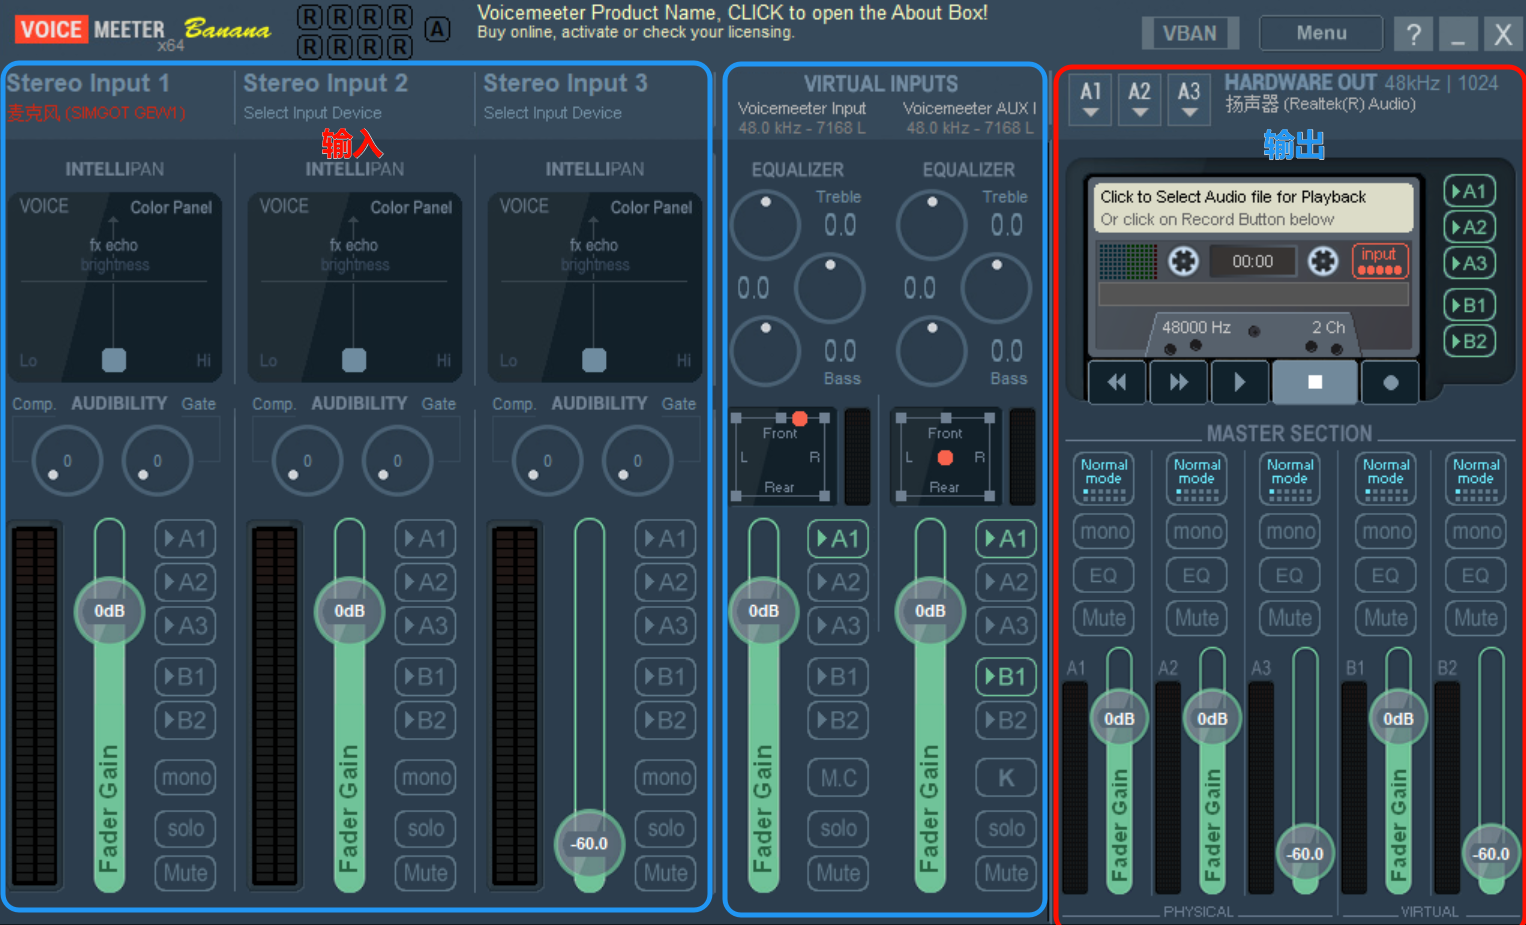 VOICE MEETER Banana
x64
R R R R
R R R R
A
Voicemeeter Product Name, CLICK to open the About Box!
Buy online, activate or check your licensing.
VBAN
Menu
?
_
X
Stereo Input 1
麦克风 (SIMGOT GEW1)
Stereo Input 2
Select Input Device
Stereo Input 3
Select Input Device
输入
INTELLIPAN
VOICE
Color Panel
fx echo
brightness
Lo
Hi
INTELLIPAN
VOICE
Color Panel
fx echo
brightness
Lo
Hi
INTELLIPAN
VOICE
Color Panel
fx echo
brightness
Lo
Hi
Comp. AUDIBILITY Gate
0 0
Comp. AUDIBILITY Gate
0 0
Comp. AUDIBILITY Gate
0 0
0dB
Fader Gain
A1
A2
A3
B1
B2
mono
solo
Mute
0dB
Fader Gain
A1
A2
A3
B1
B2
mono
solo
Mute
-60.0
A1
A2
A3
B1
B2
mono
solo
Mute
VIRTUAL INPUTS
Voicemeeter Input
48.0 kHz - 7168 L
Voicemeeter AUX I
48.0 kHz - 7168 L
EQUALIZER
Treble
0.0
0.0
0.0
Bass
EQUALIZER
Treble
0.0
0.0
0.0
Bass
Front
L R
Rear
Front
L R
Rear
0dB
Fader Gain
A1
A2
A3
B1
B2
M.C
solo
Mute
0dB
Fader Gain
A1
A2
A3
B1
B2
K
solo
Mute
A1
A2
A3
HARDWARE OUT 48kHz | 1024
扬声器 (Realtek(R) Audio)
输出
Click to Select Audio file for Playback
Or click on Record Button below
00:00
input
48000 Hz
2 Ch
A1
A2
A3
B1
B2
MASTER SECTION
Normal mode
Normal mode
Normal mode
Normal mode
Normal mode
mono mono mono mono mono
EQ EQ EQ EQ EQ
Mute Mute Mute Mute Mute
A1 A2 A3 B1 B2
0dB 0dB 0dB
-60.0 -60.0
Fader Gain
Fader Gain
Fader Gain
PHYSICAL
VIRTUAL